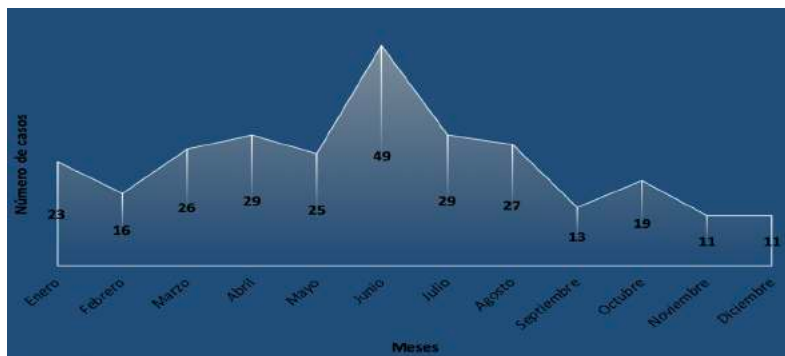 Número de casos
49
23
16
26
29
25
29
27
13
19
11
11
Enero
Febrero
Marzo
Abril
Mayo
Junio
Julio
Agosto
Septiembre
Octubre
Noviembre
Diciembre
Meses